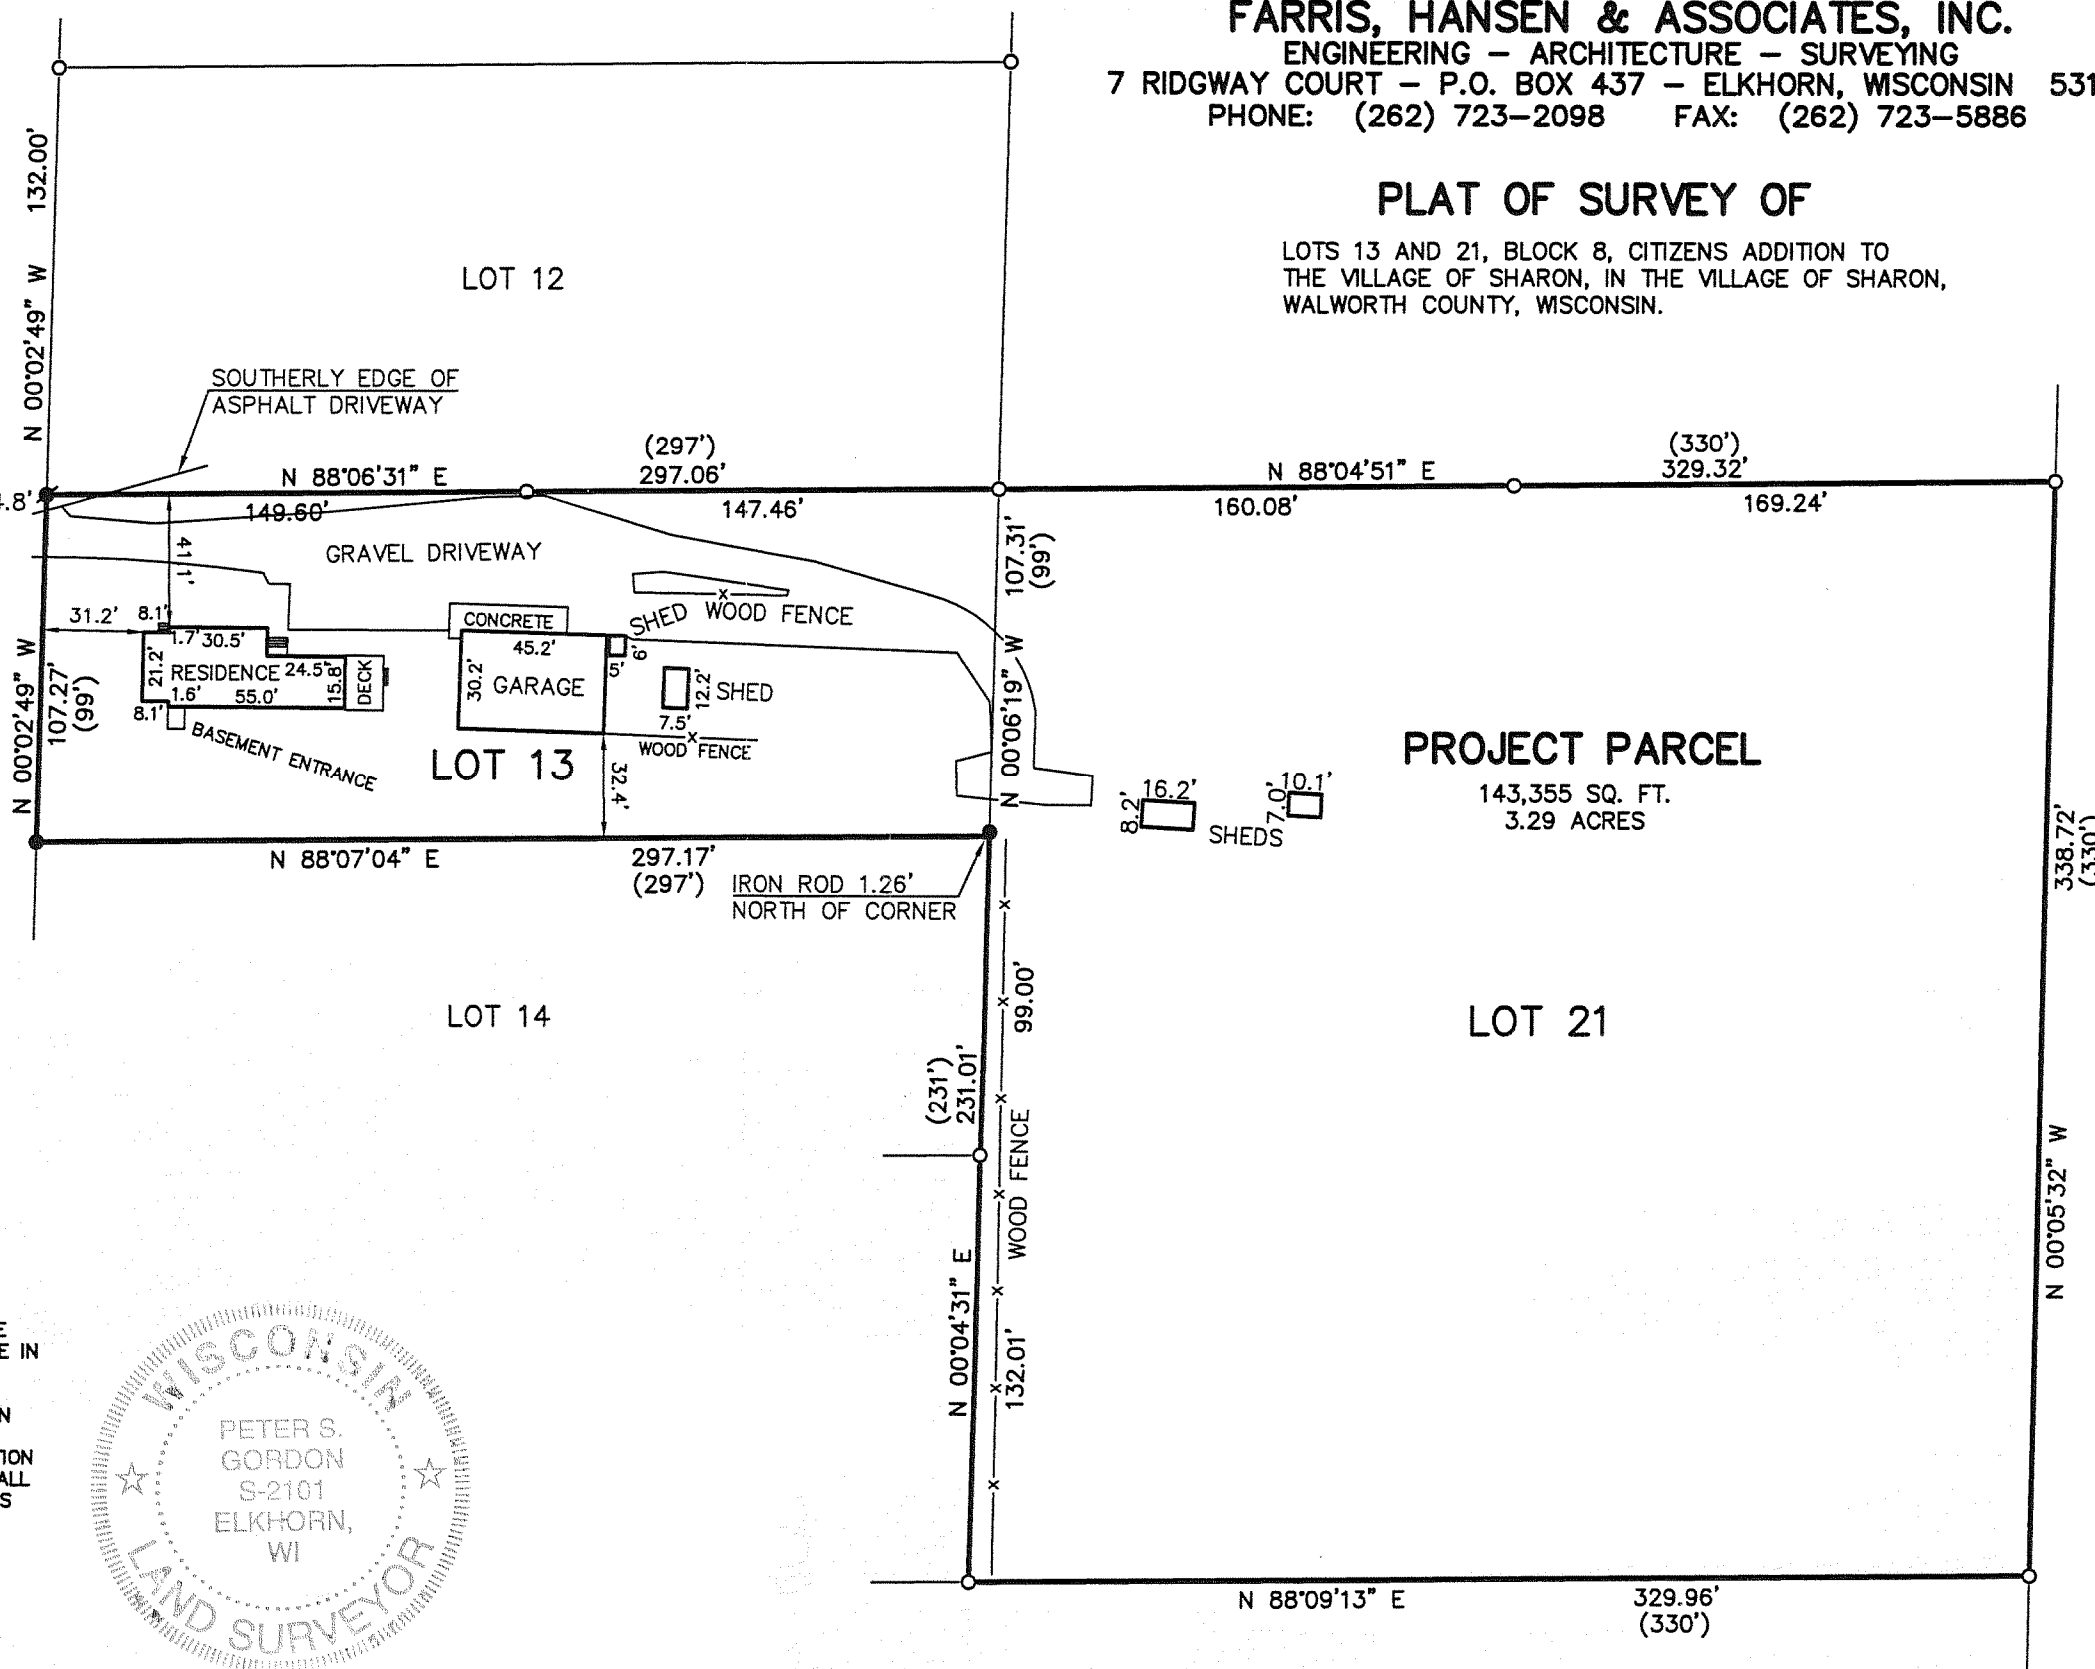 FARRIS, HANSEN & ASSOCIATES, INC.
ENGINEERING – ARCHITECTURE – SURVEYING
7 RIDGWAY COURT – P.O. BOX 437 – ELKHORN, WISCONSIN 531
PHONE: (262) 723–2098 FAX: (262) 723–5886
PLAT OF SURVEY OF
LOTS 13 AND 21, BLOCK 8, CITIZENS ADDITION TO
THE VILLAGE OF SHARON, IN THE VILLAGE OF SHARON,
WALWORTH COUNTY, WISCONSIN.
N 00°02'49" W 132.00'
LOT 12
SOUTHERLY EDGE OF
ASPHALT DRIVEWAY
N 88°06'31" E
(297')
297.06'
149.60'
147.46'
N 88°04'51" E
(330')
329.32'
160.08'
169.24'
4.8'
41.1'
GRAVEL DRIVEWAY
107.31'
(99')
N 00°06'19" W
31.2'
8.1'
1.7'
30.5'
21.2'
RESIDENCE
24.5'
15.8'
DECK
1.6'
55.0'
8.1'
BASEMENT ENTRANCE
CONCRETE
45.2'
30.2'
GARAGE
SHED
WOOD FENCE
6'
5'
12.2'
SHED
7.5'
WOOD FENCE
32.4'
N 00°02'49" W
107.27'
(99')
LOT 13
PROJECT PARCEL
143,355 SQ. FT.
3.29 ACRES
16.2'
8.2'
10.1'
7.0'
SHEDS
338.72'
(330')
N 00°05'32" W
N 88°07'04" E
297.17'
(297')
IRON ROD 1.26'
NORTH OF CORNER
LOT 14
LOT 21
99.00'
(231')
231.01'
WOOD FENCE
N 00°04'31" E
132.01'
N 88°09'13" E
329.96'
(330')
E
E IN
N
TION
ALL
S
WISCONSIN
PETER S.
GORDON
S-2101
ELKHORN,
WI
LAND SURVEYOR